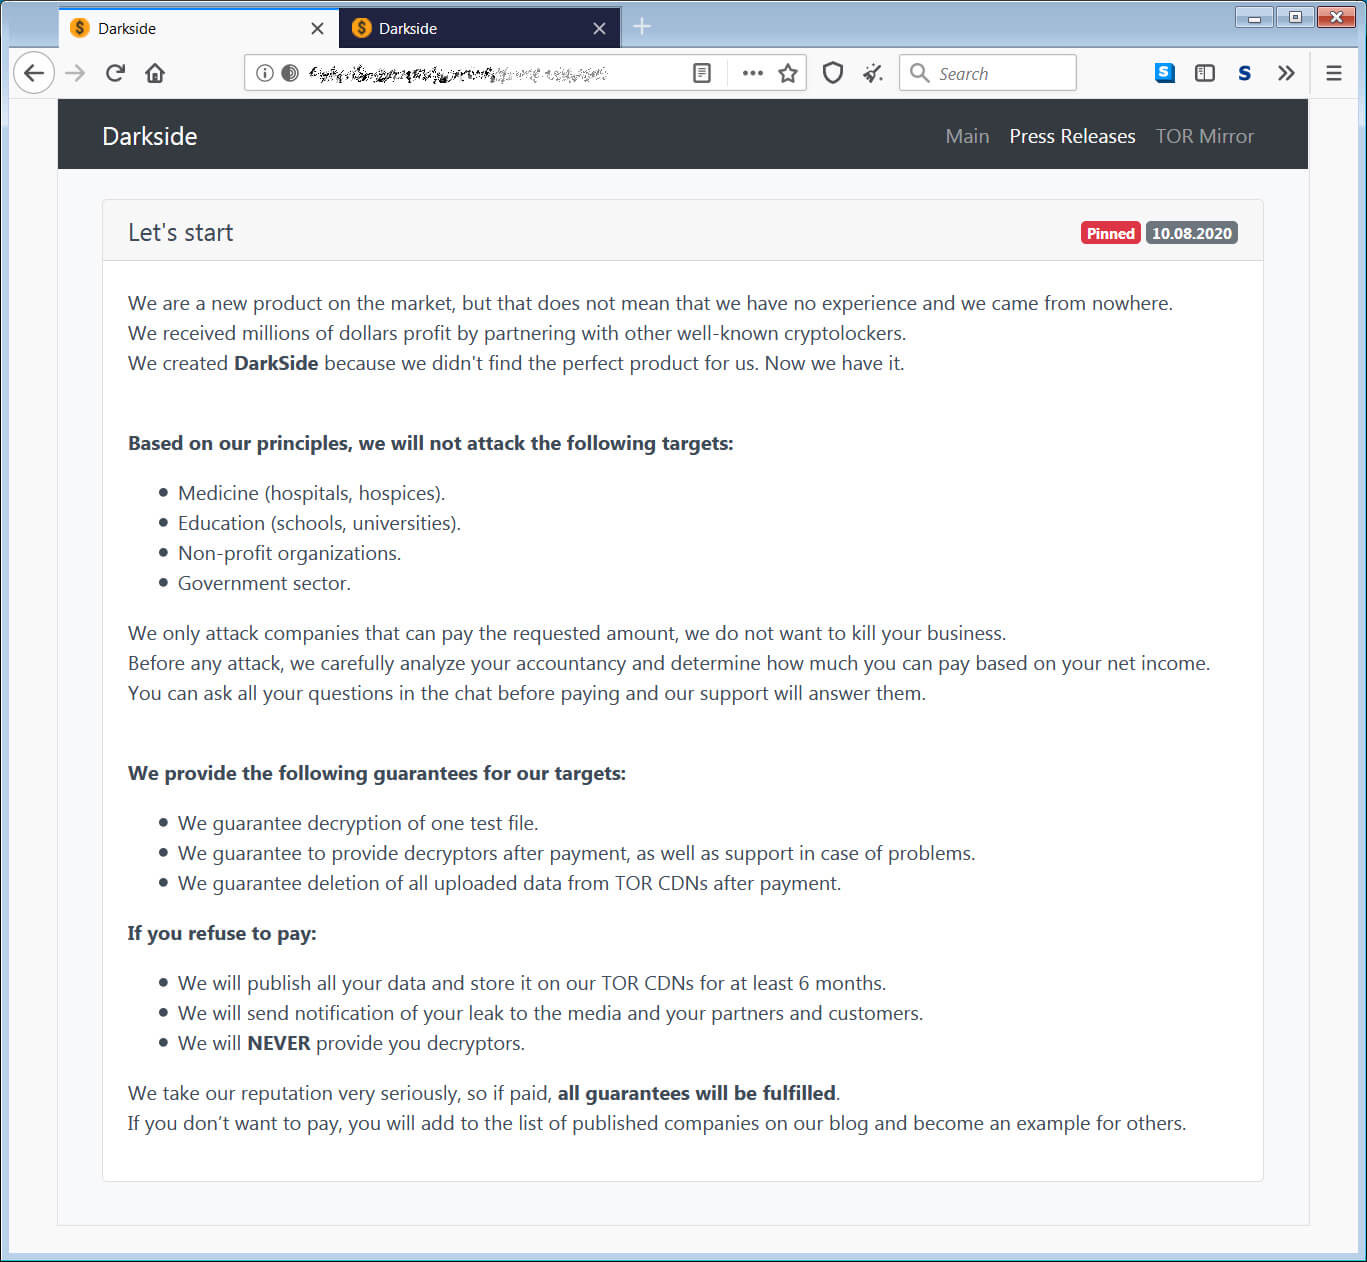 Darkside
Darkside
Search
Darkside
Main Press Releases TOR Mirror
Let's start
Pinned 10.08.2020
We are a new product on the market, but that does not mean that we have no experience and we came from nowhere.
We received millions of dollars profit by partnering with other well-known cryptolockers.
We created DarkSide because we didn't find the perfect product for us. Now we have it.
Based on our principles, we will not attack the following targets:
Medicine (hospitals, hospices).
Education (schools, universities).
Non-profit organizations.
Government sector.
We only attack companies that can pay the requested amount, we do not want to kill your business.
Before any attack, we carefully analyze your accountancy and determine how much you can pay based on your net income.
You can ask all your questions in the chat before paying and our support will answer them.
We provide the following guarantees for our targets:
We guarantee decryption of one test file.
We guarantee to provide decryptors after payment, as well as support in case of problems.
We guarantee deletion of all uploaded data from TOR CDNs after payment.
If you refuse to pay:
We will publish all your data and store it on our TOR CDNs for at least 6 months.
We will send notification of your leak to the media and your partners and customers.
We will NEVER provide you decryptors.
We take our reputation very seriously, so if paid, all guarantees will be fulfilled.
If you don’t want to pay, you will add to the list of published companies on our blog and become an example for others.